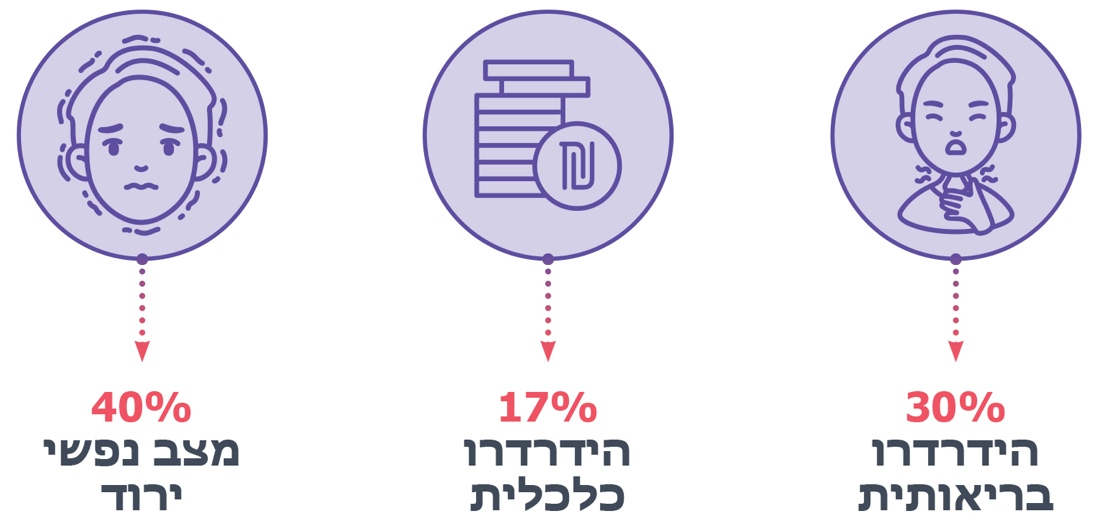 30%
הידרדרו
בריאותית
17%
הידרדרו
כלכלית
40%
מצב נפשי
ירוד
₪